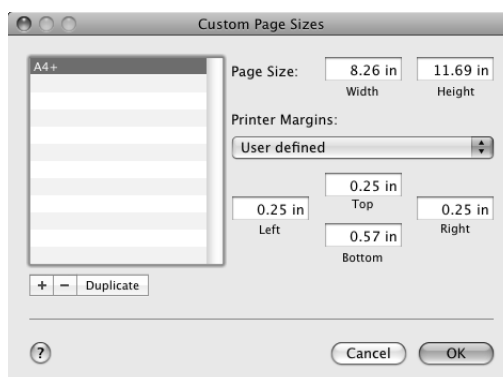 Custom Page Sizes
A4+
Page Size: 8.26 in 11.69 in
Width Height
Printer Margins:
User defined
0.25 in
Top
0.25 in 0.25 in
Left Right
0.57 in
Bottom
+ − Duplicate
? Cancel OK